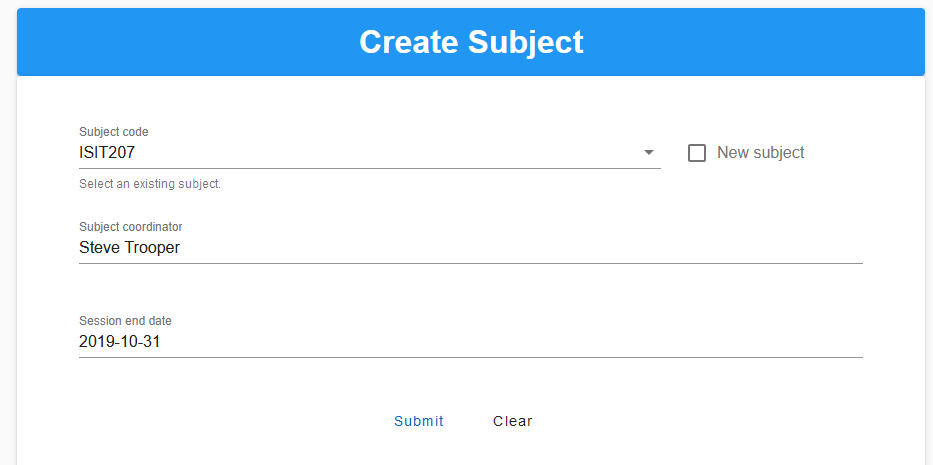 Create Subject
Subject code
ISIT207
New subject
Select an existing subject.
Subject coordinator
Steve Trooper
Session end date
2019-10-31
Submit Clear